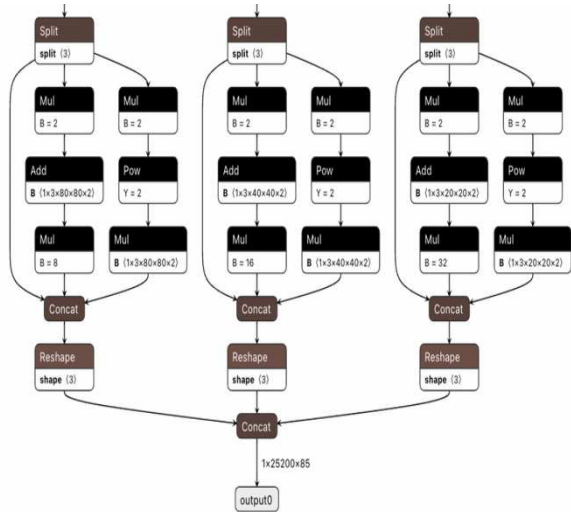 Split
split ⟨3⟩
Mul
B = 2
Mul
B = 2
Add
B ⟨1×3×80×80×2⟩
Pow
Y = 2
Mul
B = 8
Mul
B ⟨1×3×80×80×2⟩
Concat
Reshape
shape ⟨3⟩
Split
split ⟨3⟩
Mul
B = 2
Mul
B = 2
Add
B ⟨1×3×40×40×2⟩
Pow
Y = 2
Mul
B = 16
Mul
B ⟨1×3×40×40×2⟩
Concat
Reshape
shape ⟨3⟩
Split
split ⟨3⟩
Mul
B = 2
Mul
B = 2
Add
B ⟨1×3×20×20×2⟩
Pow
Y = 2
Mul
B = 32
Mul
B ⟨1×3×20×20×2⟩
Concat
Reshape
shape ⟨3⟩
Concat
1×25200×85
output0